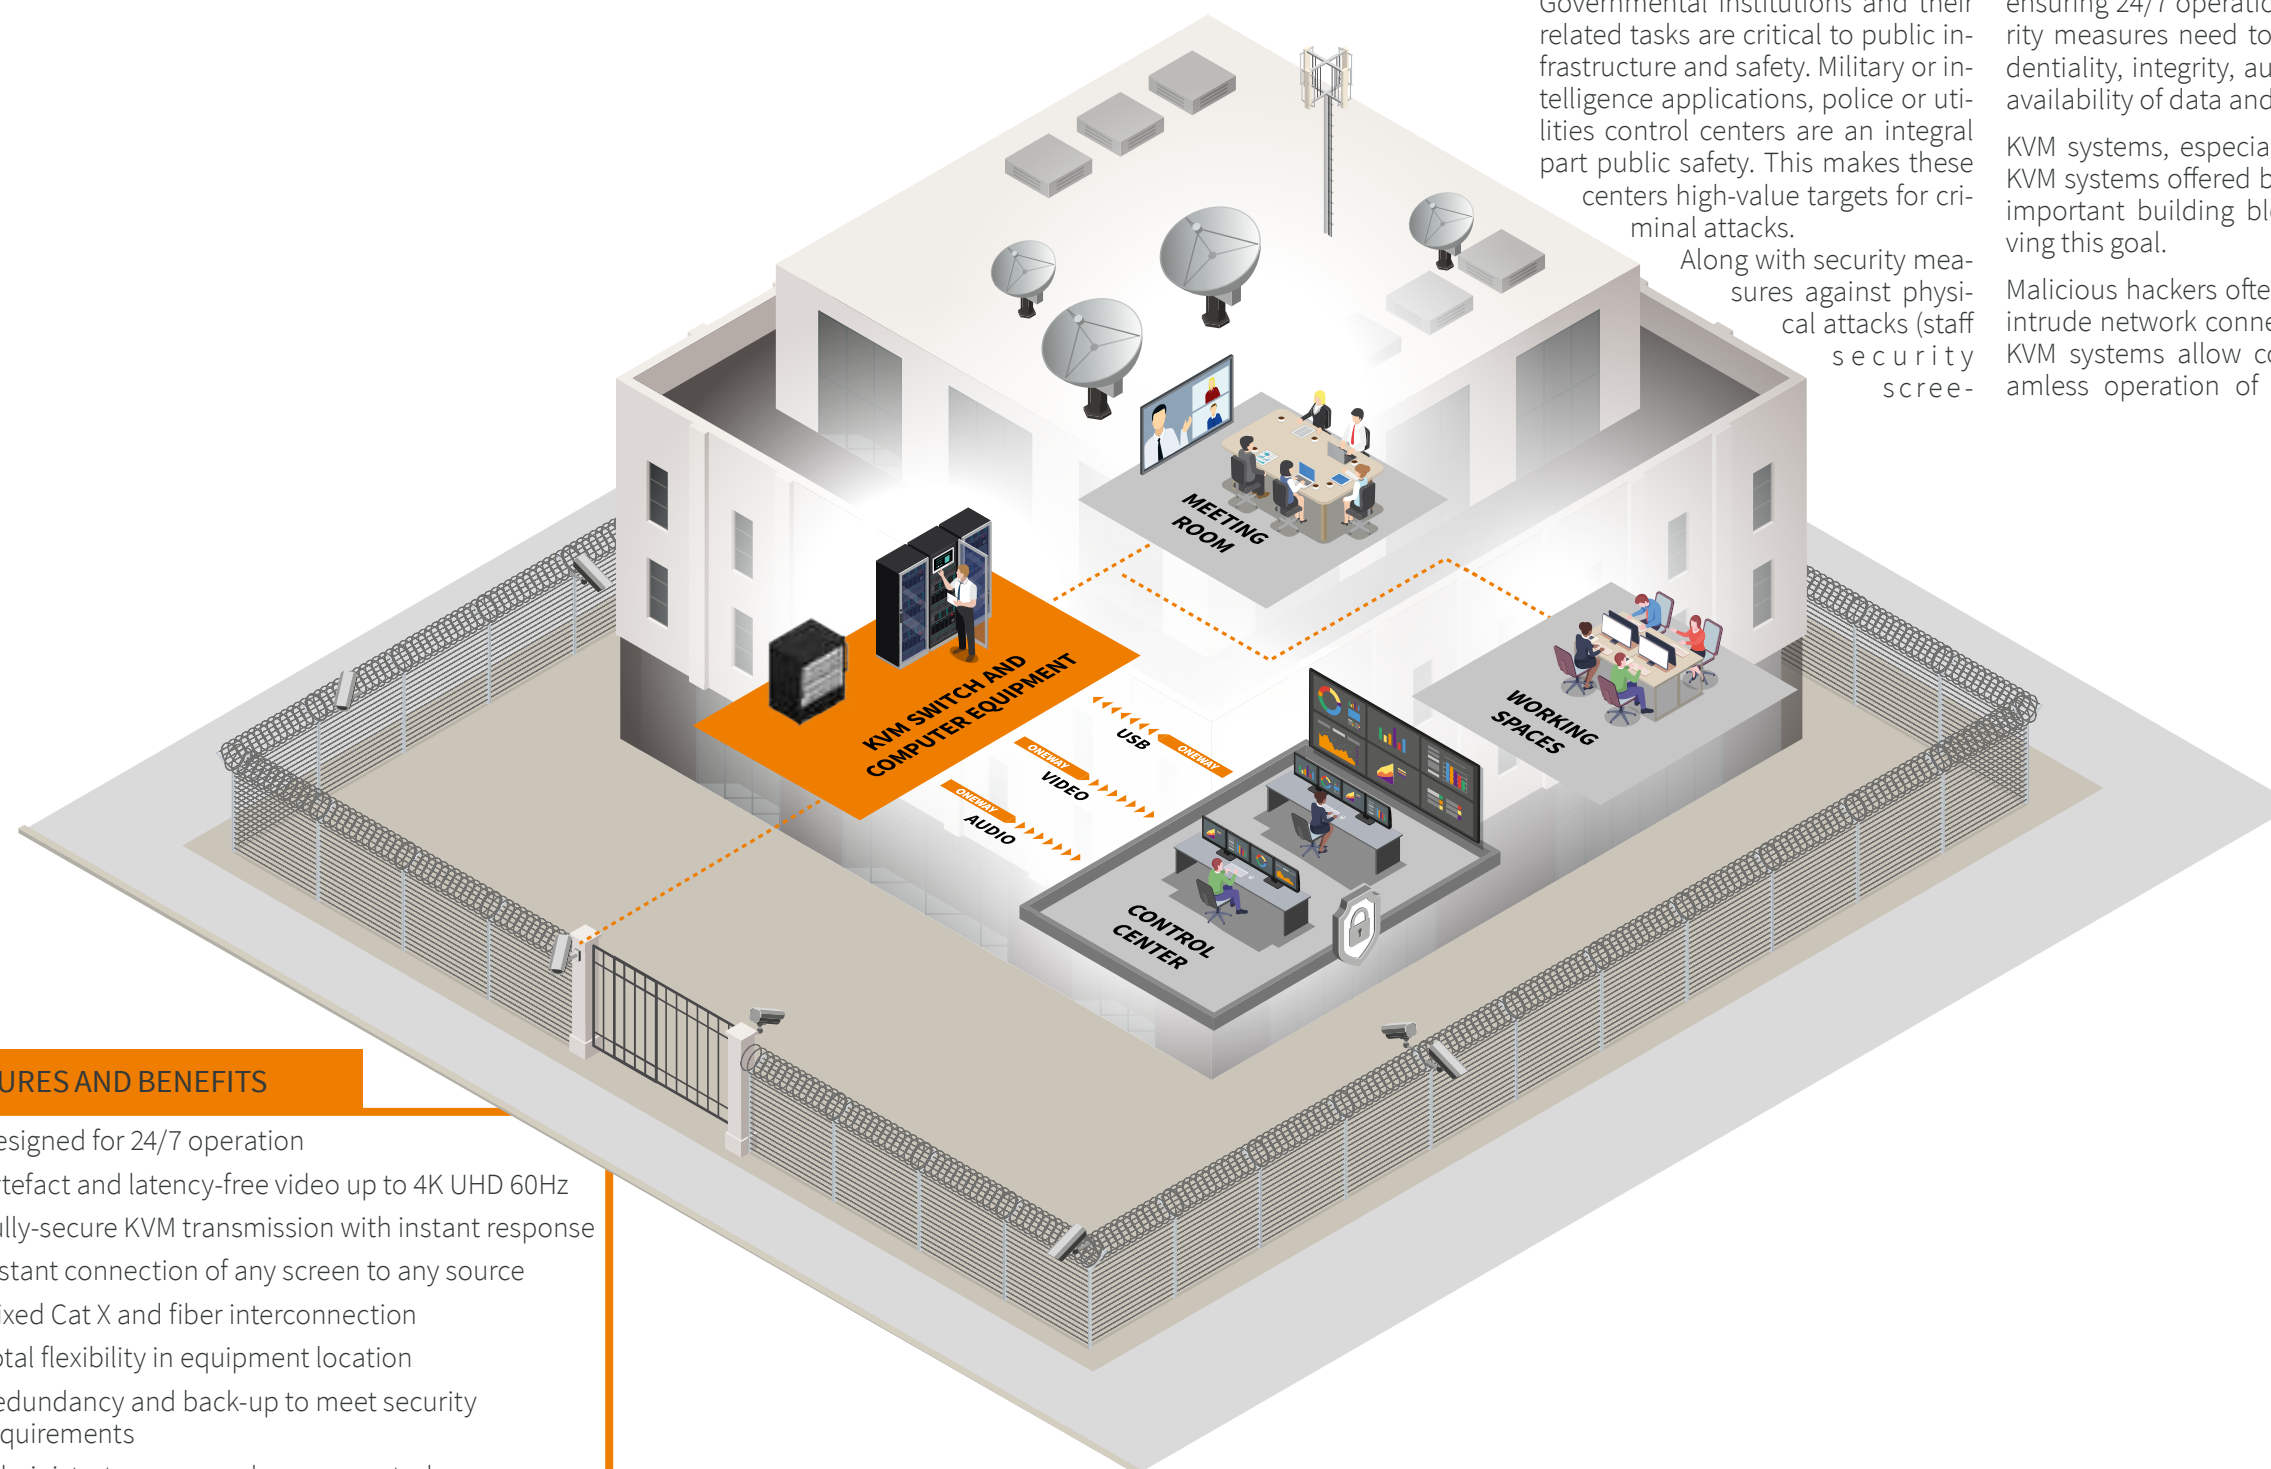 Governmental institutions and their
related tasks are critical to public in-
frastructure and safety. Military or in-
telligence applications, police or uti-
lities control centers are an integral
part public safety. This makes these
centers high-value targets for cri-
minal attacks.
Along with security mea-
sures against physi-
cal attacks (staff
security
scree-
ensuring 24/7 operatio
rity measures need to
dentiality, integrity, au
availability of data and
KVM systems, especia
KVM systems offered b
important building blo
ving this goal.
Malicious hackers ofte
intrude network conne
KVM systems allow co
amless operation of
MEETING
ROOM
KVM SWITCH AND
COMPUTER EQUIPMENT
WORKING
SPACES
USB
ONEWAY
ONEWAY
VIDEO
ONEWAY
AUDIO
CONTROL
CENTER
URES AND BENEFITS
esigned for 24/7 operation
rtefact and latency-free video up to 4K UHD 60Hz
ully-secure KVM transmission with instant response
stant connection of any screen to any source
ixed Cat X and fiber interconnection
otal flexibility in equipment location
edundancy and back-up to meet security
quirements